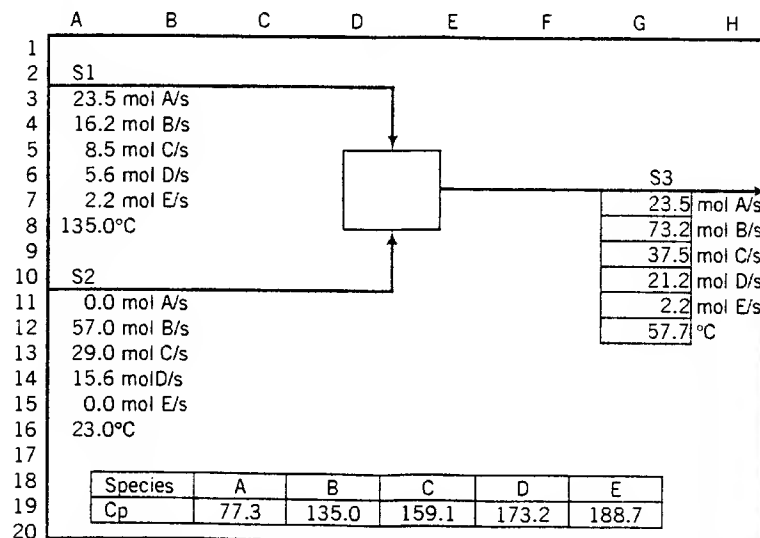 A B C D E F G H
1
2 S1
3 23.5 mol A/s
4 16.2 mol B/s
5 8.5 mol C/s
6 5.6 mol D/s S3
7 2.2 mol E/s 23.5 mol A/s
8 135.0°C 73.2 mol B/s
9 37.5 mol C/s
10 S2 21.2 mol D/s
11 0.0 mol A/s 2.2 mol E/s
12 57.0 mol B/s 57.7 °C
13 29.0 mol C/s
14 15.6 molD/s
15 0.0 mol E/s
16 23.0°C
17
18 Species A B C D E
19 Cp 77.3 135.0 159.1 173.2 188.7
20